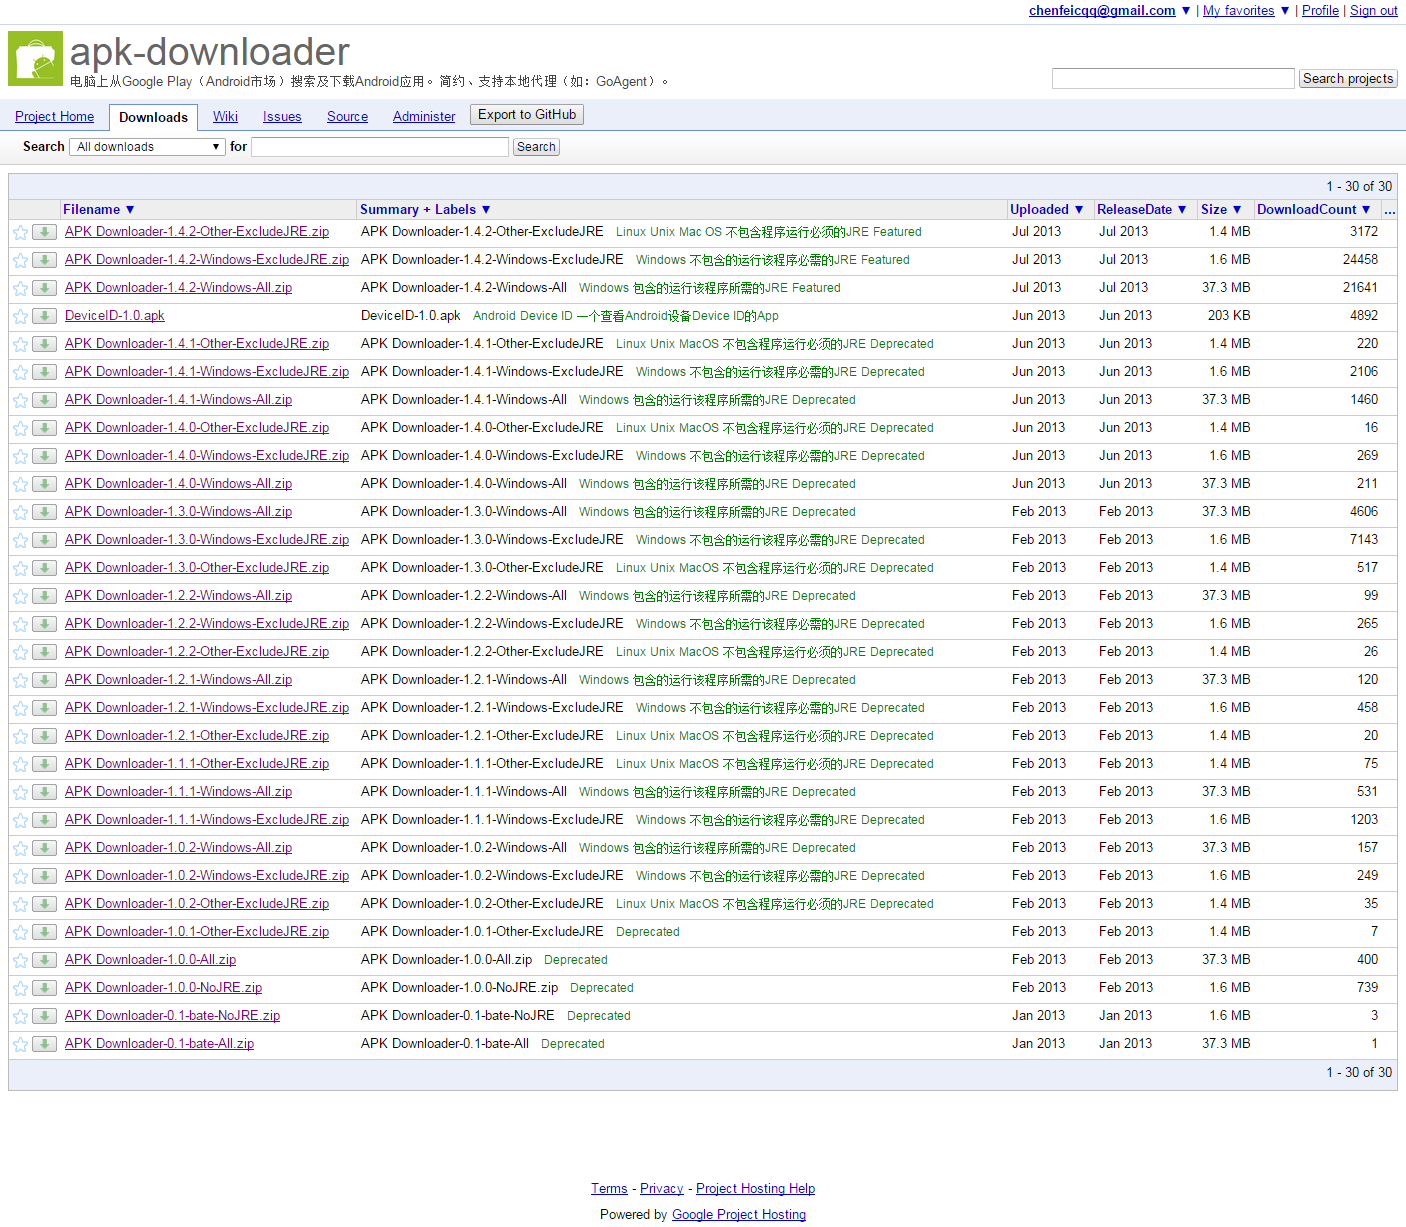 chenfeicqq@gmail.com ▼ | My favorites ▼ | Profile | Sign out
apk-downloader
电脑上从Google Play（Android市场）搜索及下载Android应用。简约、支持本地代理（如：GoAgent）。
Search projects
Project Home Downloads Wiki Issues Source Administer Export to GitHub
Search All downloads ▼ for Search
1 - 30 of 30
Filename ▼ Summary + Labels ▼ Uploaded ▼ ReleaseDate ▼ Size ▼ DownloadCount ▼ ...
APK Downloader-1.4.2-Other-ExcludeJRE.zip APK Downloader-1.4.2-Other-ExcludeJRE Linux Unix Mac OS 不包含程序运行必须的JRE Featured Jul 2013 Jul 2013 1.4 MB 3172
APK Downloader-1.4.2-Windows-ExcludeJRE.zip APK Downloader-1.4.2-Windows-ExcludeJRE Windows 不包含的运行该程序必需的JRE Featured Jul 2013 Jul 2013 1.6 MB 24458
APK Downloader-1.4.2-Windows-All.zip APK Downloader-1.4.2-Windows-All Windows 包含的运行该程序所需的JRE Featured Jul 2013 Jul 2013 37.3 MB 21641
DeviceID-1.0.apk DeviceID-1.0.apk Android Device ID 一个查看Android设备Device ID的App Jun 2013 Jun 2013 203 KB 4892
APK Downloader-1.4.1-Other-ExcludeJRE.zip APK Downloader-1.4.1-Other-ExcludeJRE Linux Unix MacOS 不包含程序运行必须的JRE Deprecated Jun 2013 Jun 2013 1.4 MB 220
APK Downloader-1.4.1-Windows-ExcludeJRE.zip APK Downloader-1.4.1-Windows-ExcludeJRE Windows 不包含的运行该程序必需的JRE Deprecated Jun 2013 Jun 2013 1.6 MB 2106
APK Downloader-1.4.1-Windows-All.zip APK Downloader-1.4.1-Windows-All Windows 包含的运行该程序所需的JRE Deprecated Jun 2013 Jun 2013 37.3 MB 1460
APK Downloader-1.4.0-Other-ExcludeJRE.zip APK Downloader-1.4.0-Other-ExcludeJRE Linux Unix MacOS 不包含程序运行必须的JRE Deprecated Jun 2013 Jun 2013 1.4 MB 16
APK Downloader-1.4.0-Windows-ExcludeJRE.zip APK Downloader-1.4.0-Windows-ExcludeJRE Windows 不包含的运行该程序必需的JRE Deprecated Jun 2013 Jun 2013 1.6 MB 269
APK Downloader-1.4.0-Windows-All.zip APK Downloader-1.4.0-Windows-All Windows 包含的运行该程序所需的JRE Deprecated Jun 2013 Jun 2013 37.3 MB 211
APK Downloader-1.3.0-Windows-All.zip APK Downloader-1.3.0-Windows-All Windows 包含的运行该程序所需的JRE Deprecated Feb 2013 Feb 2013 37.3 MB 4606
APK Downloader-1.3.0-Windows-ExcludeJRE.zip APK Downloader-1.3.0-Windows-ExcludeJRE Windows 不包含的运行该程序必需的JRE Deprecated Feb 2013 Feb 2013 1.6 MB 7143
APK Downloader-1.3.0-Other-ExcludeJRE.zip APK Downloader-1.3.0-Other-ExcludeJRE Linux Unix MacOS 不包含程序运行必须的JRE Deprecated Feb 2013 Feb 2013 1.4 MB 517
APK Downloader-1.2.2-Windows-All.zip APK Downloader-1.2.2-Windows-All Windows 包含的运行该程序所需的JRE Deprecated Feb 2013 Feb 2013 37.3 MB 99
APK Downloader-1.2.2-Windows-ExcludeJRE.zip APK Downloader-1.2.2-Windows-ExcludeJRE Windows 不包含的运行该程序必需的JRE Deprecated Feb 2013 Feb 2013 1.6 MB 265
APK Downloader-1.2.2-Other-ExcludeJRE.zip APK Downloader-1.2.2-Other-ExcludeJRE Linux Unix MacOS 不包含程序运行必须的JRE Deprecated Feb 2013 Feb 2013 1.4 MB 26
APK Downloader-1.2.1-Windows-All.zip APK Downloader-1.2.1-Windows-All Windows 包含的运行该程序所需的JRE Deprecated Feb 2013 Feb 2013 37.3 MB 120
APK Downloader-1.2.1-Windows-ExcludeJRE.zip APK Downloader-1.2.1-Windows-ExcludeJRE Windows 不包含的运行该程序必需的JRE Deprecated Feb 2013 Feb 2013 1.6 MB 458
APK Downloader-1.2.1-Other-ExcludeJRE.zip APK Downloader-1.2.1-Other-ExcludeJRE Linux Unix MacOS 不包含程序运行必须的JRE Deprecated Feb 2013 Feb 2013 1.4 MB 20
APK Downloader-1.1.1-Other-ExcludeJRE.zip APK Downloader-1.1.1-Other-ExcludeJRE Linux Unix MacOS 不包含程序运行必须的JRE Deprecated Feb 2013 Feb 2013 1.4 MB 75
APK Downloader-1.1.1-Windows-All.zip APK Downloader-1.1.1-Windows-All Windows 包含的运行该程序所需的JRE Deprecated Feb 2013 Feb 2013 37.3 MB 531
APK Downloader-1.1.1-Windows-ExcludeJRE.zip APK Downloader-1.1.1-Windows-ExcludeJRE Windows 不包含的运行该程序必需的JRE Deprecated Feb 2013 Feb 2013 1.6 MB 1203
APK Downloader-1.0.2-Windows-All.zip APK Downloader-1.0.2-Windows-All Windows 包含的运行该程序所需的JRE Deprecated Feb 2013 Feb 2013 37.3 MB 157
APK Downloader-1.0.2-Windows-ExcludeJRE.zip APK Downloader-1.0.2-Windows-ExcludeJRE Windows 不包含的运行该程序必需的JRE Deprecated Feb 2013 Feb 2013 1.6 MB 249
APK Downloader-1.0.2-Other-ExcludeJRE.zip APK Downloader-1.0.2-Other-ExcludeJRE Linux Unix MacOS 不包含程序运行必须的JRE Deprecated Feb 2013 Feb 2013 1.4 MB 35
APK Downloader-1.0.1-Other-ExcludeJRE.zip APK Downloader-1.0.1-Other-ExcludeJRE Deprecated Feb 2013 Feb 2013 1.4 MB 7
APK Downloader-1.0.0-All.zip APK Downloader-1.0.0-All.zip Deprecated Feb 2013 Feb 2013 37.3 MB 400
APK Downloader-1.0.0-NoJRE.zip APK Downloader-1.0.0-NoJRE.zip Deprecated Feb 2013 Feb 2013 1.6 MB 739
APK Downloader-0.1-bate-NoJRE.zip APK Downloader-0.1-bate-NoJRE Deprecated Jan 2013 Jan 2013 1.6 MB 3
APK Downloader-0.1-bate-All.zip APK Downloader-0.1-bate-All Deprecated Jan 2013 Jan 2013 37.3 MB 1
1 - 30 of 30
Terms - Privacy - Project Hosting Help
Powered by Google Project Hosting